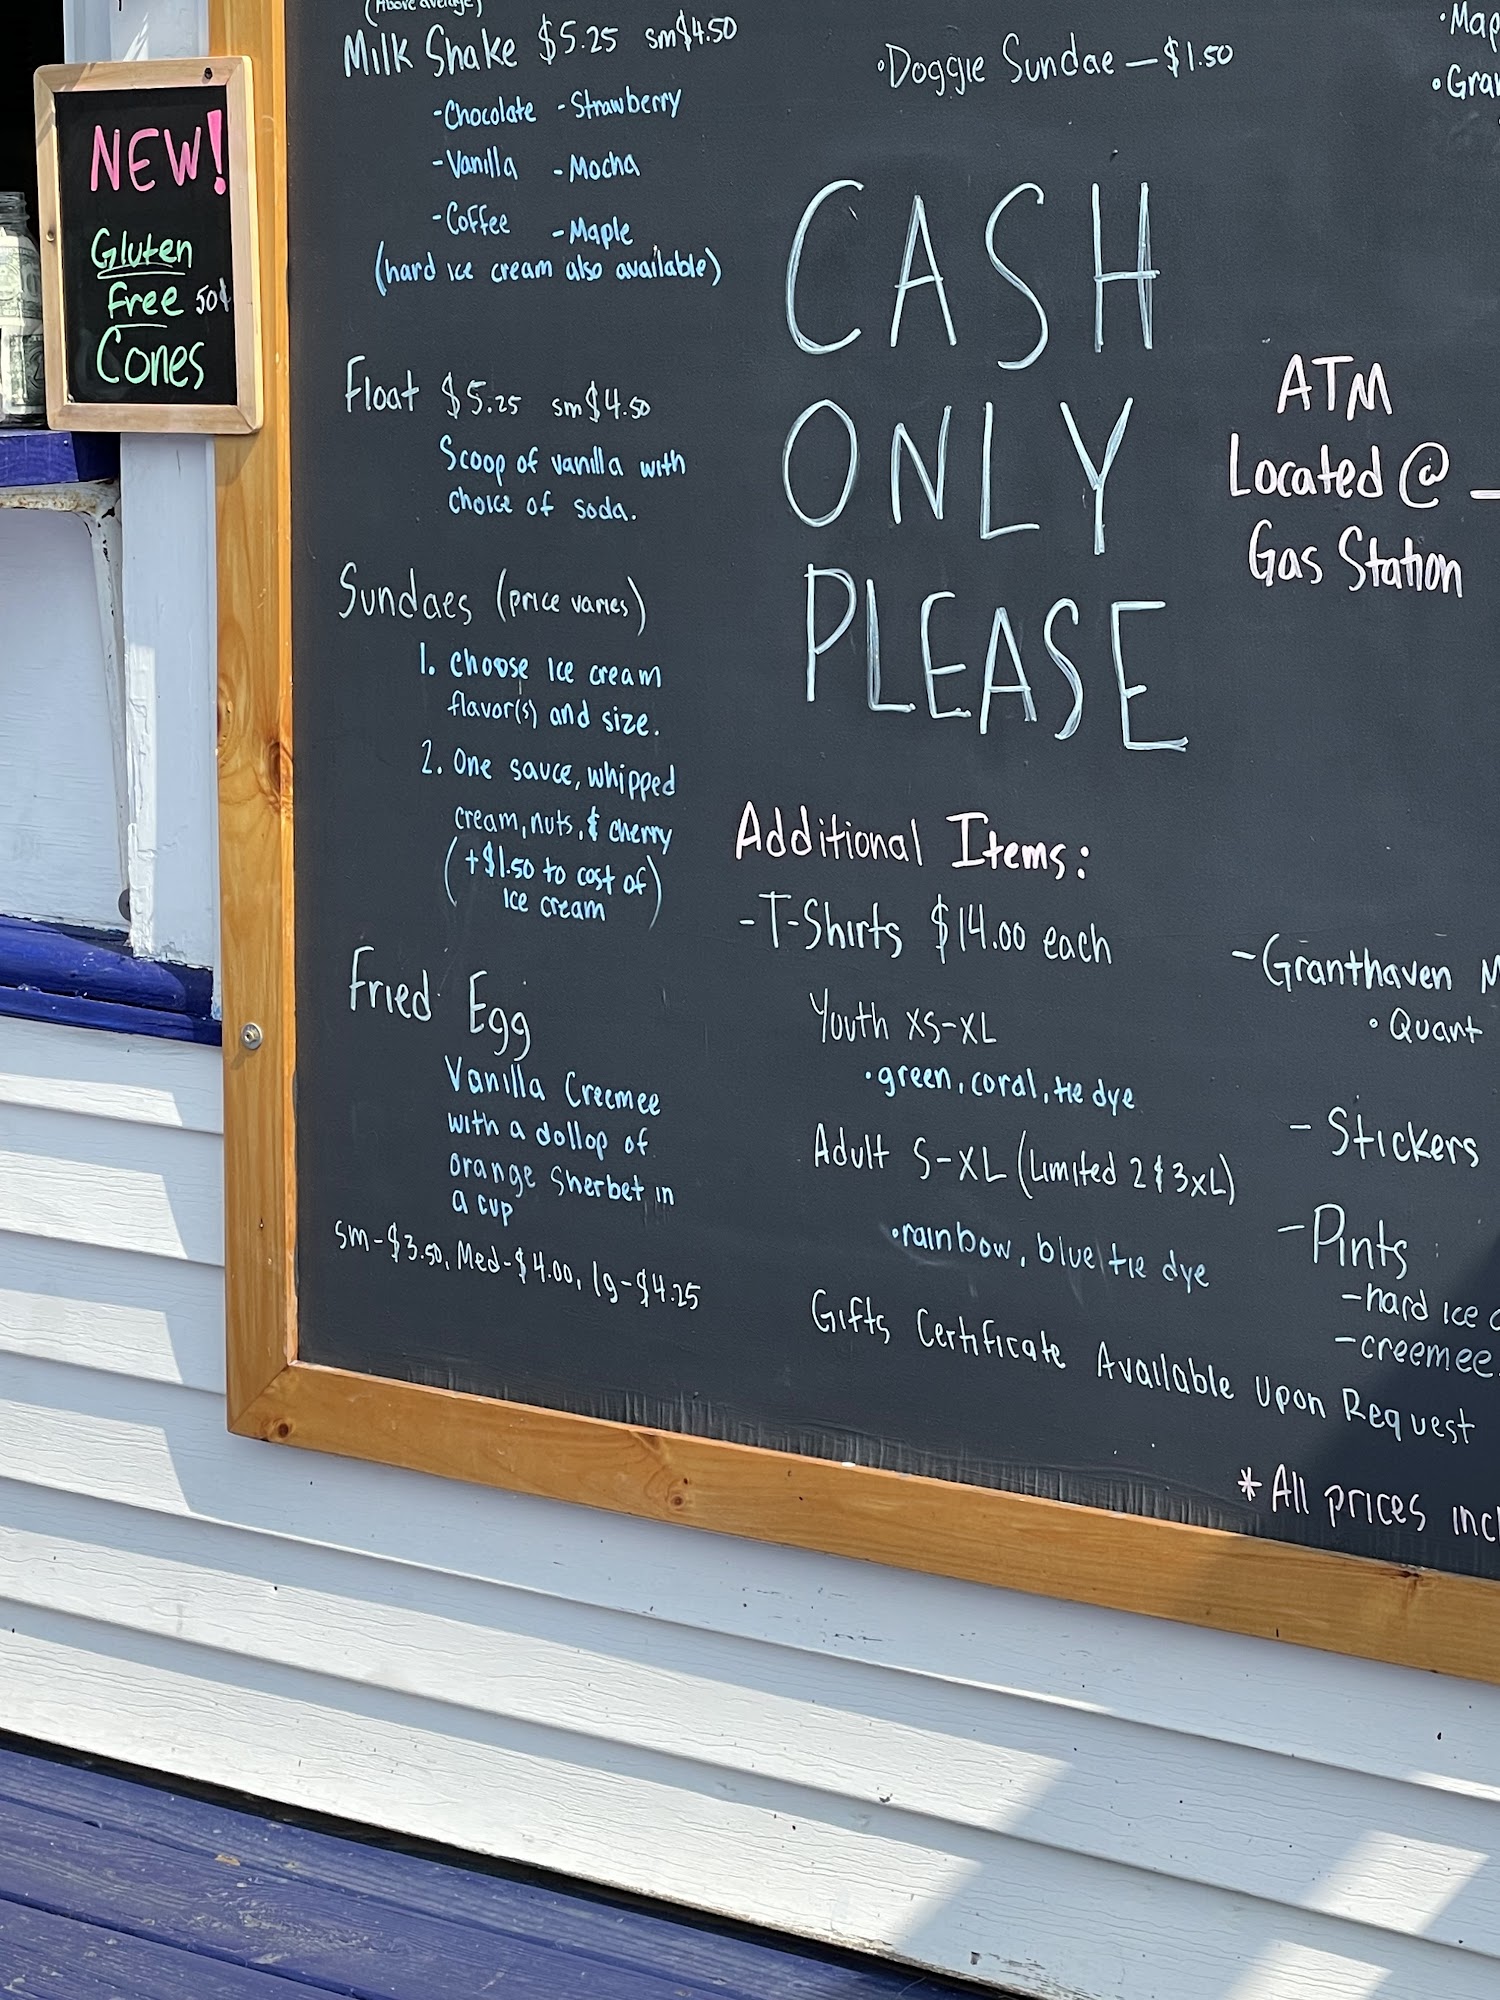 NEW!
Gluten
Free 50¢
Cones
(Above average)
Milk Shake $5.25 sm$4.50
-Chocolate -Strawberry
-Vanilla -Mocha
-Coffee -Maple
(hard ice cream also available)
Float $5.25 sm$4.50
Scoop of vanilla with
choice of soda.
Sundaes (price varies)
1. Choose Ice cream
flavor(s) and size.
2. One sauce, whipped
cream, nuts, & cherry
(+$1.50 to cost of)
Ice cream
Fried Egg
Vanilla Creemee
with a dollop of
orange Sherbet in
a cup
sm-$3.50, Med-$4.00, lg-$4.25
•Doggie Sundae — $1.50
CASH
ONLY
PLEASE
Additional Items:
-T-Shirts $14.00 each
Youth XS-XL
•green, coral, tie dye
Adult S-XL (Limited 2&3XL)
•rainbow, blue tie dye
Gifts Certificate Available Upon Request
•Map
•Gran
ATM
Located @
Gas Station
-Granthaven M
•Quart
-Stickers
-Pints
-hard ice c
-creemee
*All prices incl